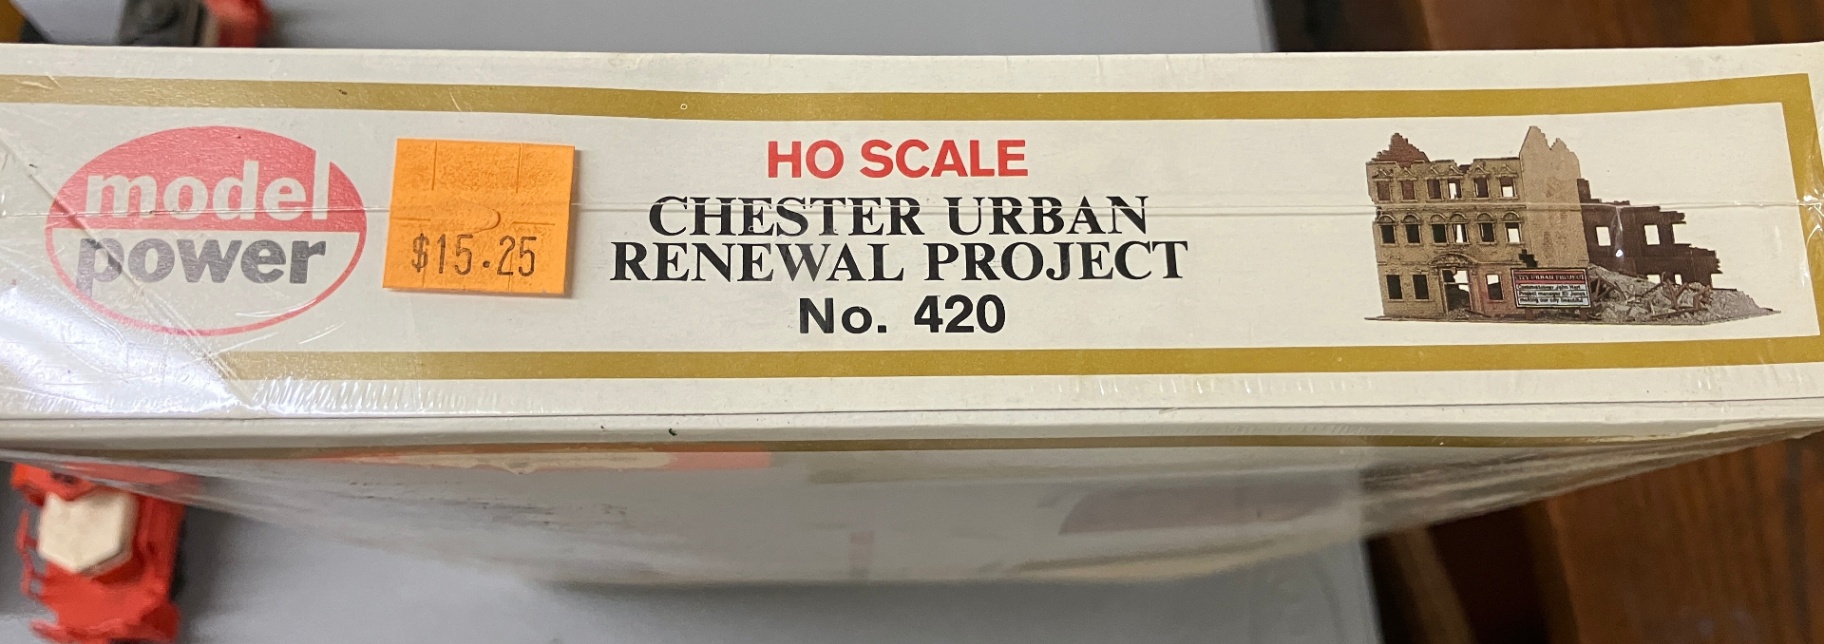 model
power
$15.25
HO SCALE
CHESTER URBAN
RENEWAL PROJECT
No. 420